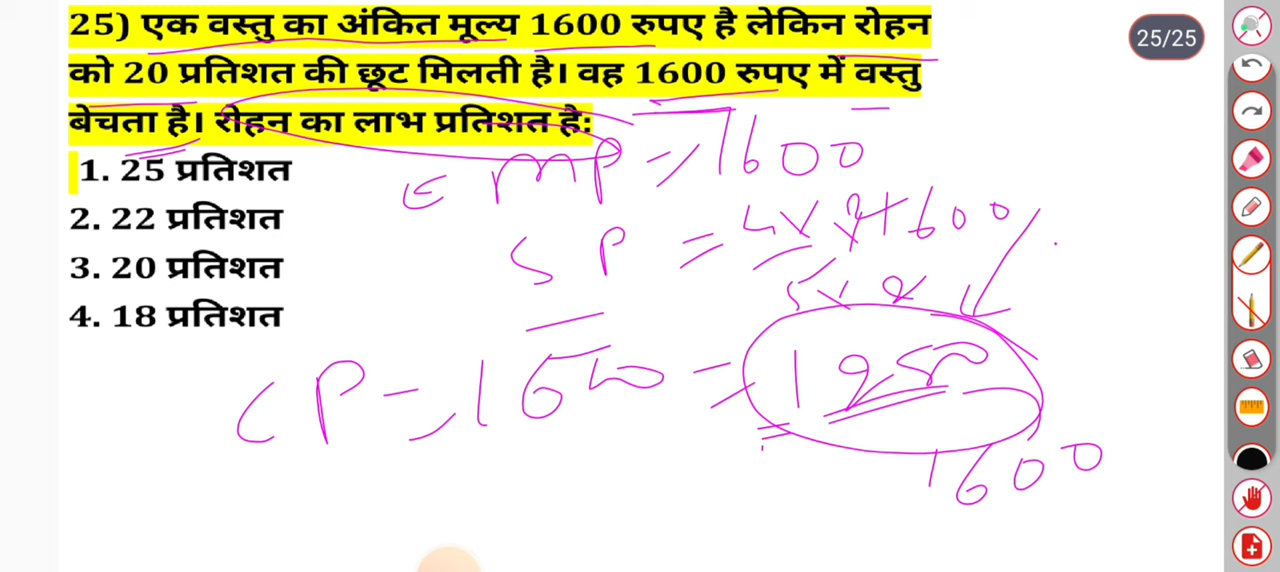 25) एक वस्तु का अंकित मूल्य 1600 रुपए है लेकिन रोहन
25/25
को 20 प्रतिशत की छूट मिलती है। वह 1600 रुपए में वस्तु
बेचता है। रोहन का लाभ प्रतिशत है:
MP = 1600
1. 25 प्रतिशत
2. 22 प्रतिशत
SP =
3. 20 प्रतिशत
4. 18 प्रतिशत
CP = 1600 = 1280
1600